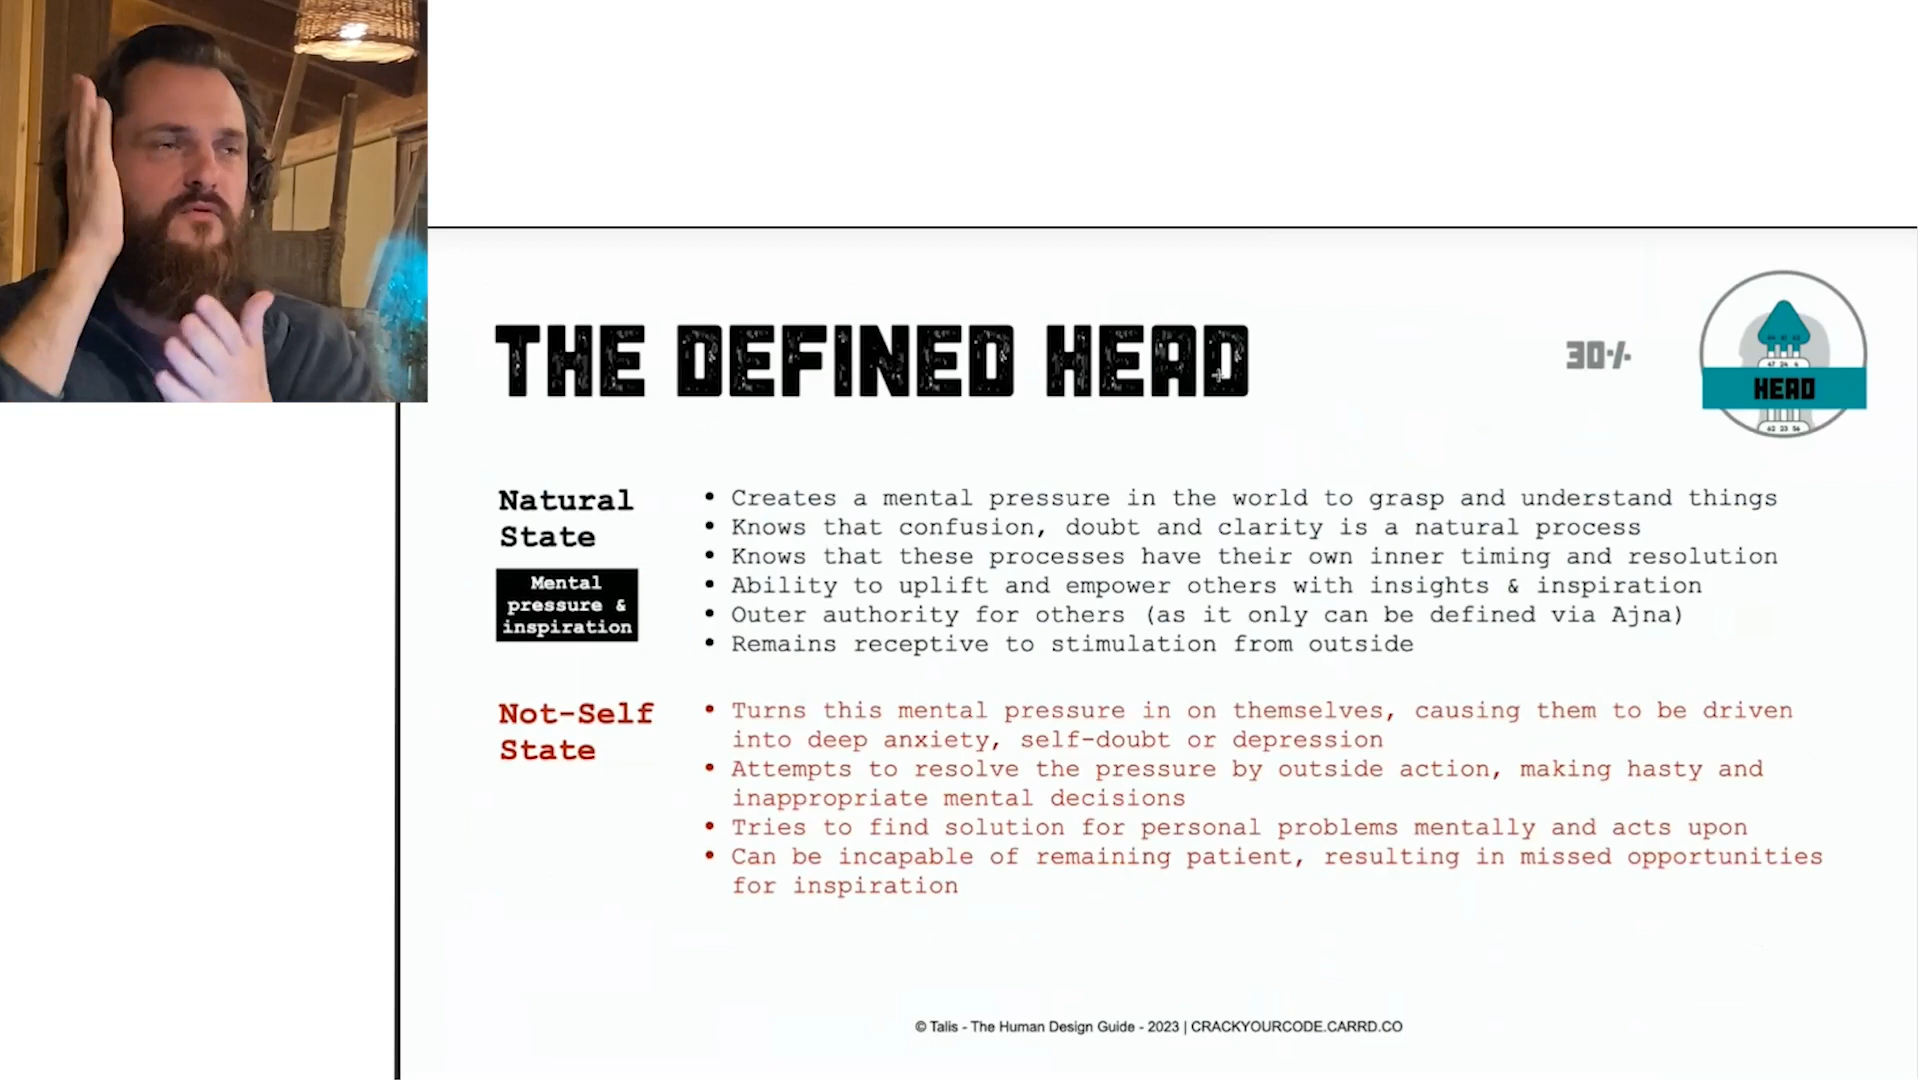 THE DEFINED HEAD
30%
47 24 4
HEAD
62 23 56
Natural
State
Mental
pressure &
inspiration
• Creates a mental pressure in the world to grasp and understand things
• Knows that confusion, doubt and clarity is a natural process
• Knows that these processes have their own inner timing and resolution
• Ability to uplift and empower others with insights & inspiration
• Outer authority for others (as it only can be defined via Ajna)
• Remains receptive to stimulation from outside
Not-Self
State
• Turns this mental pressure in on themselves, causing them to be driven
into deep anxiety, self-doubt or depression
• Attempts to resolve the pressure by outside action, making hasty and
inappropriate mental decisions
• Tries to find solution for personal problems mentally and acts upon
• Can be incapable of remaining patient, resulting in missed opportunities
for inspiration
© Talis - The Human Design Guide - 2023 | CRACKYOURCODE.CARRD.CO